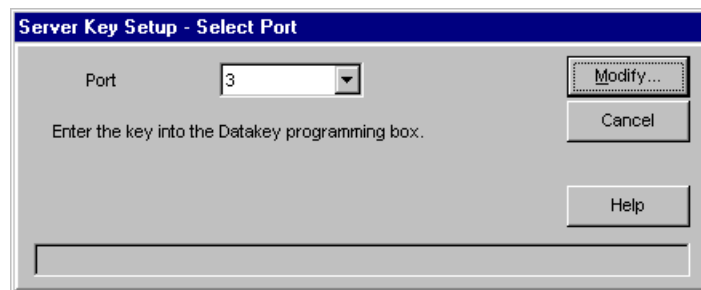 Server Key Setup - Select Port
Port 3 Modify...
Enter the key into the Datakey programming box. Cancel
Help